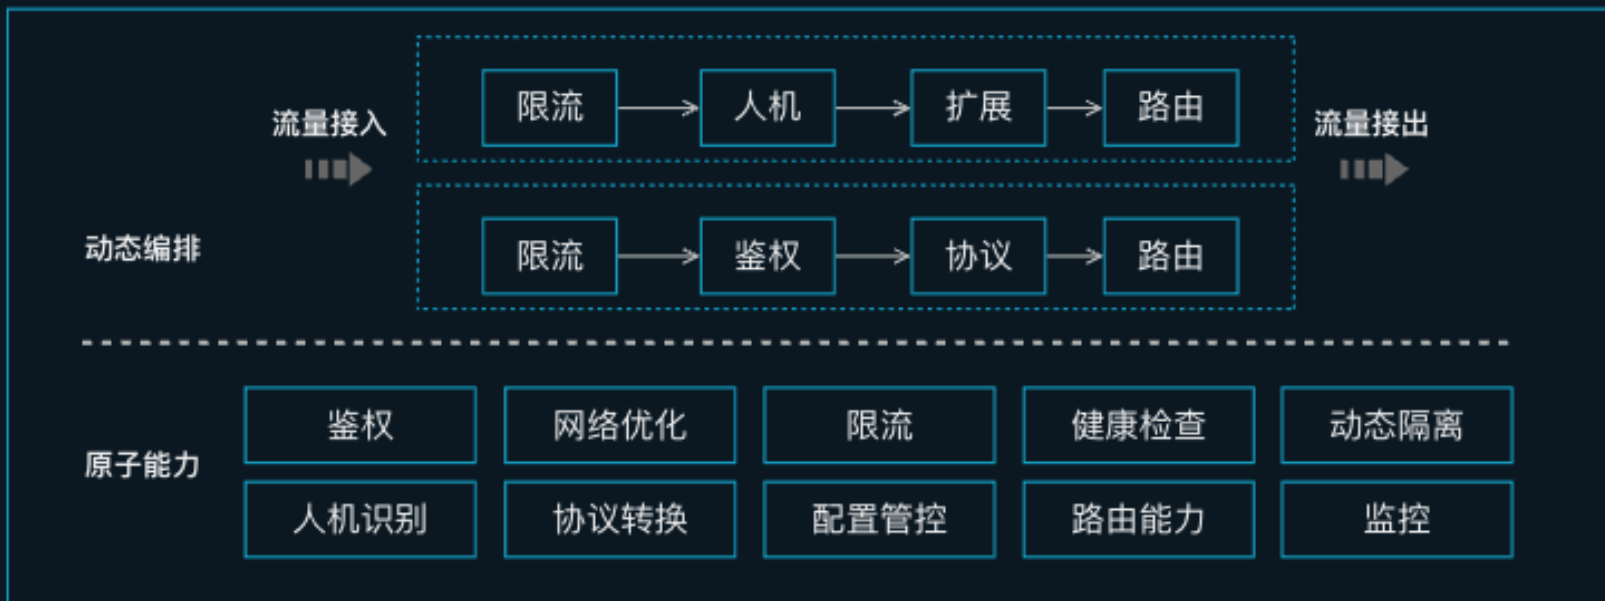 限流 人机 扩展 路由
流量接入 流量接出
动态编排
限流 鉴权 协议 路由
鉴权 网络优化 限流 健康检查 动态隔离
原子能力
人机识别 协议转换 配置管控 路由能力 监控